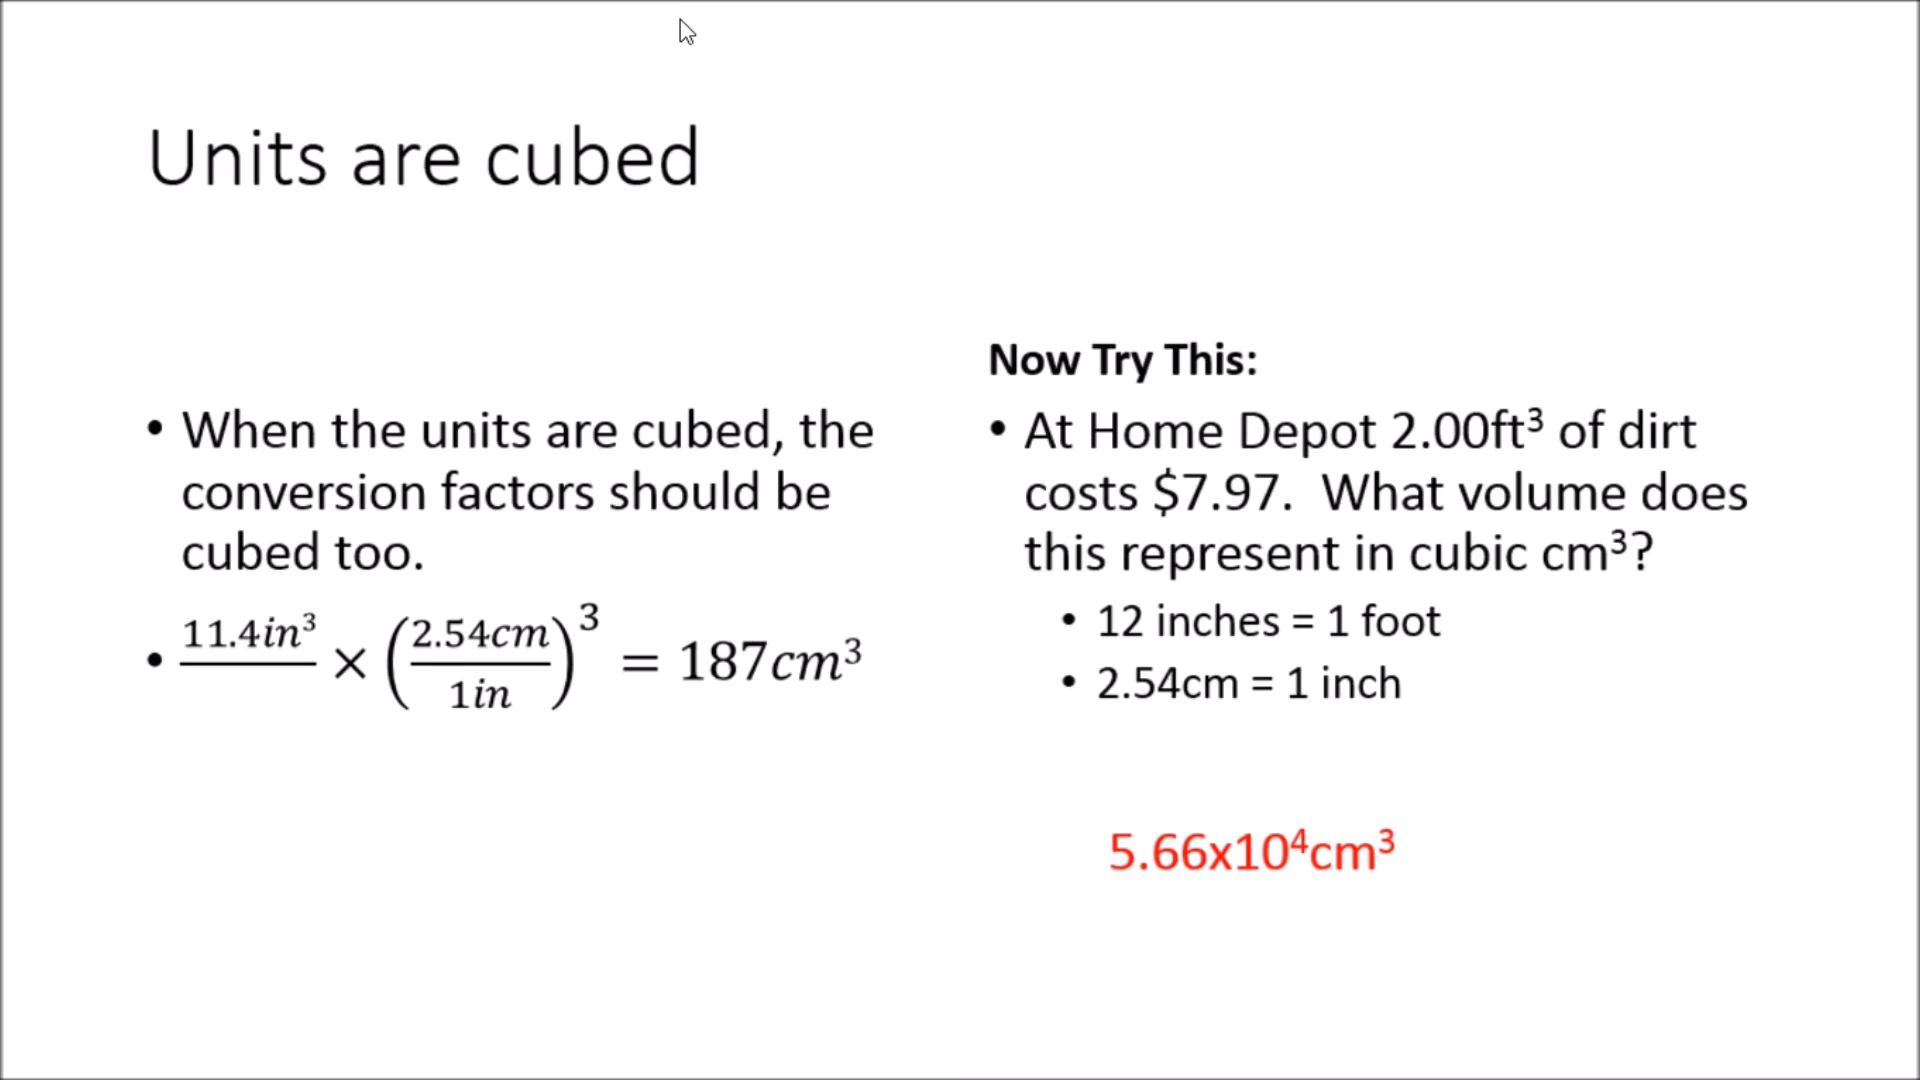 Units are cubed
• When the units are cubed, the
conversion factors should be
cubed too.
• 11.4in³/ × (2.54cm/1in)³ = 187cm³
Now Try This:
• At Home Depot 2.00ft³ of dirt
costs $7.97.  What volume does
this represent in cubic cm³?
• 12 inches = 1 foot
• 2.54cm = 1 inch
5.66x10⁴cm³